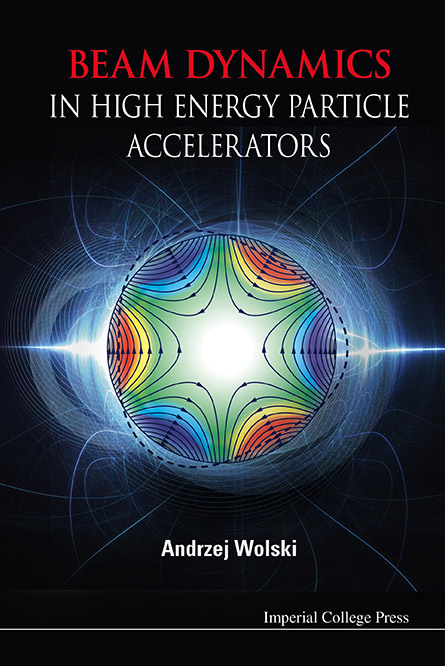 BEAM DYNAMICS
IN HIGH ENERGY PARTICLE
ACCELERATORS
Andrzej Wolski
Imperial College Press